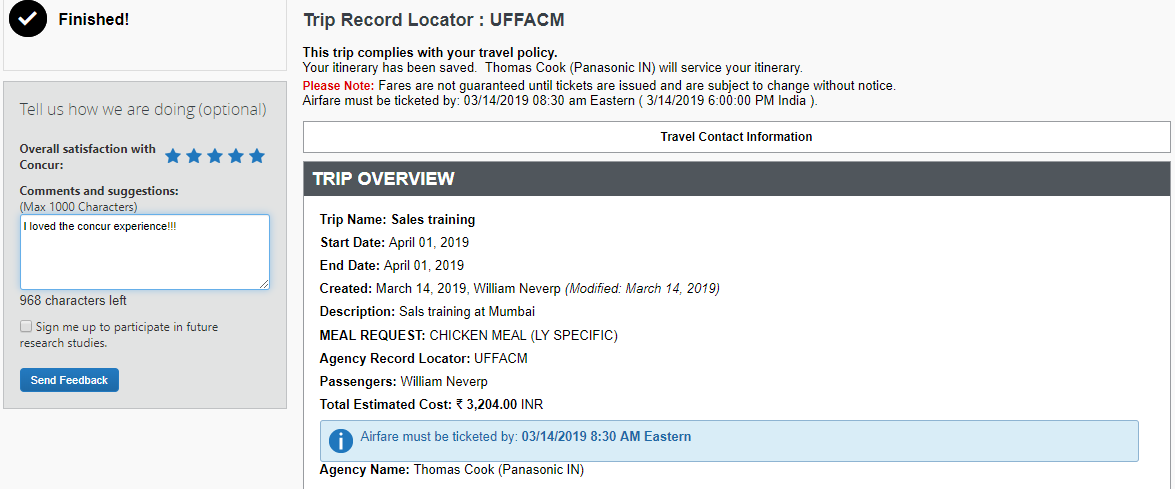 Finished!
Tell us how we are doing (optional)
Overall satisfaction with
Concur:
Comments and suggestions:
(Max 1000 Characters)
I loved the concur experience!!!
968 characters left
Sign me up to participate in future
research studies.
Send Feedback
Trip Record Locator : UFFACM
This trip complies with your travel policy.
Your itinerary has been saved. Thomas Cook (Panasonic IN) will service your itinerary.
Please Note: Fares are not guaranteed until tickets are issued and are subject to change without notice.
Airfare must be ticketed by: 03/14/2019 08:30 am Eastern ( 3/14/2019 6:00:00 PM India ).
Travel Contact Information
TRIP OVERVIEW
Trip Name: Sales training
Start Date: April 01, 2019
End Date: April 01, 2019
Created: March 14, 2019, William Neverp (Modified: March 14, 2019)
Description: Sals training at Mumbai
MEAL REQUEST: CHICKEN MEAL (LY SPECIFIC)
Agency Record Locator: UFFACM
Passengers: William Neverp
Total Estimated Cost: ₹ 3,204.00 INR
Airfare must be ticketed by: 03/14/2019 8:30 AM Eastern
Agency Name: Thomas Cook (Panasonic IN)